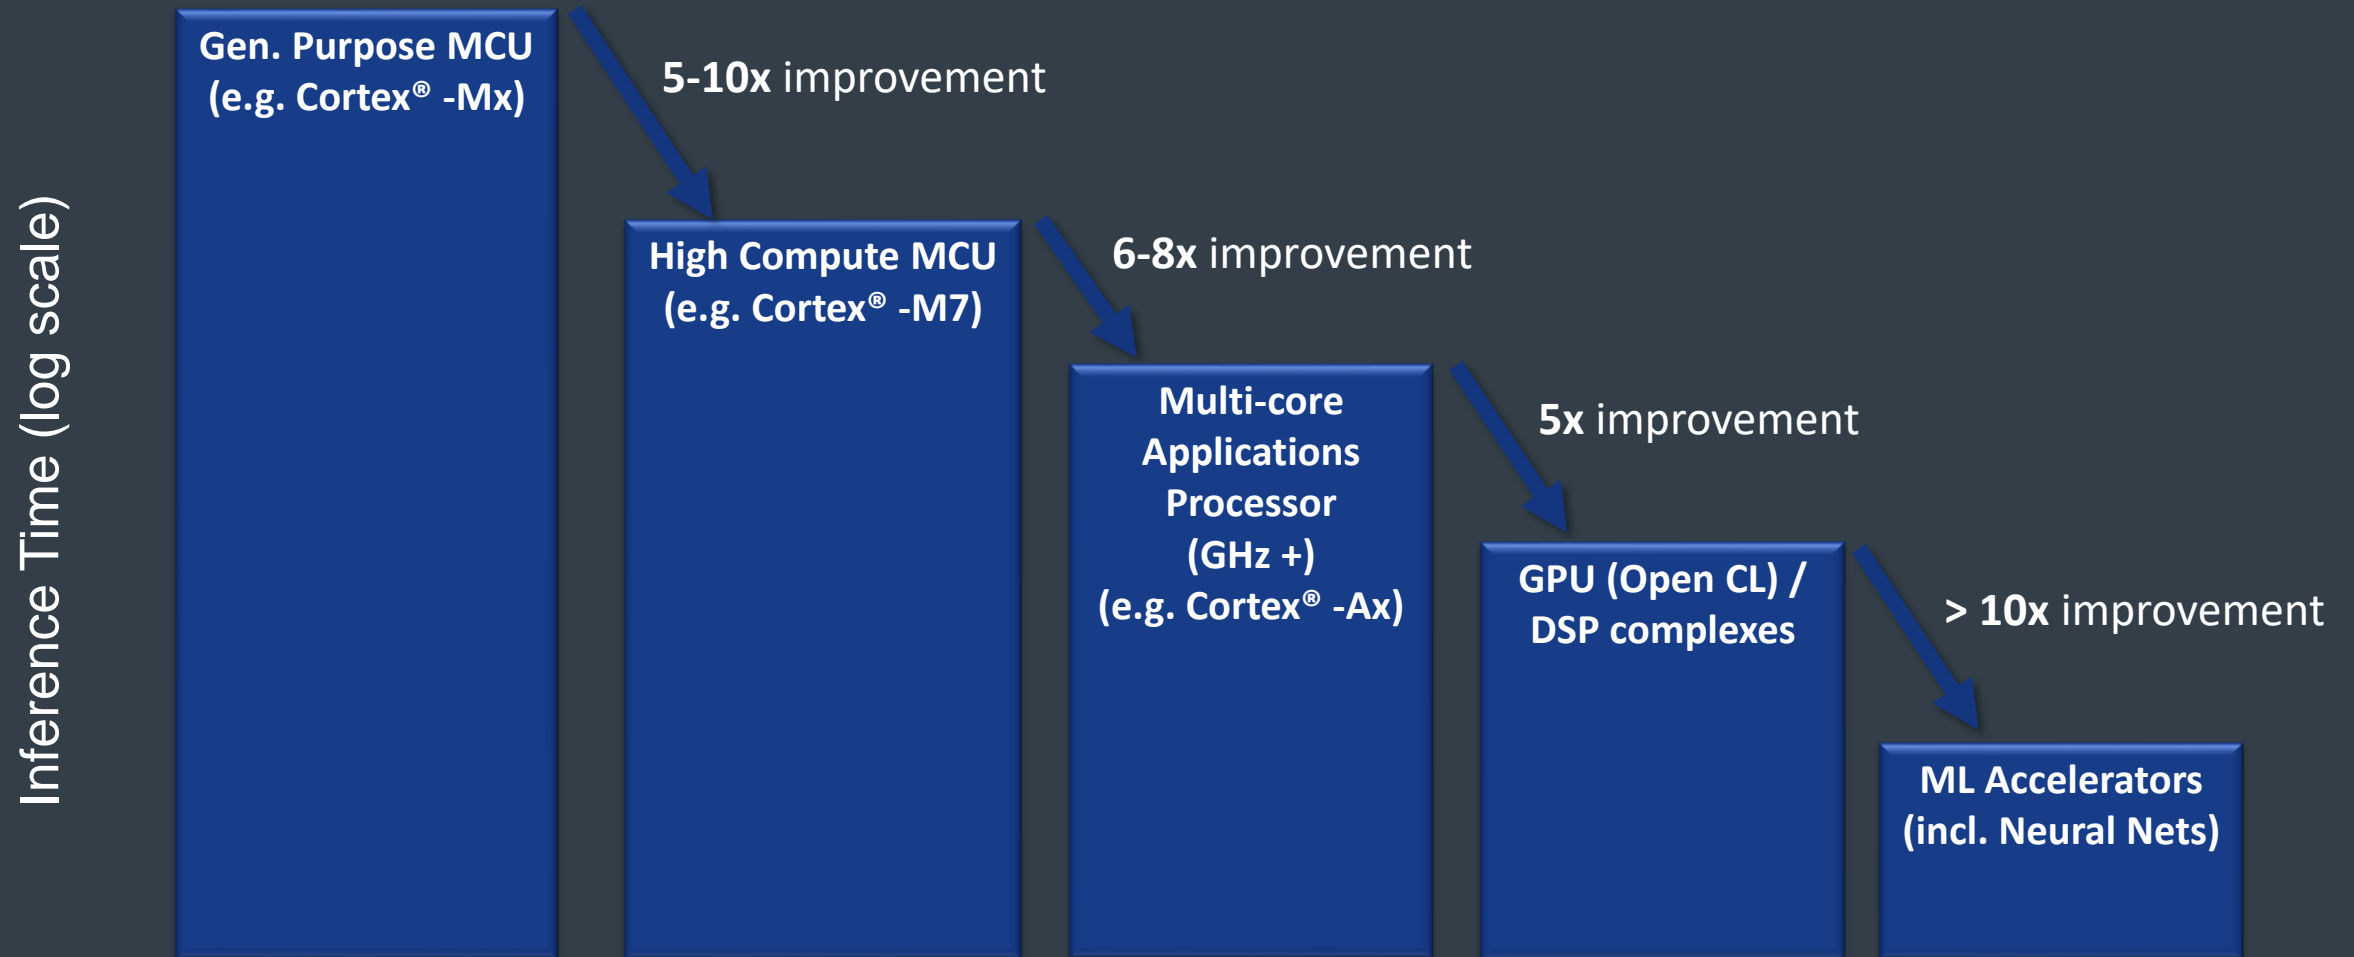 Inference Time (log scale)
Gen. Purpose MCU
(e.g. Cortex® -Mx)
5-10x improvement
High Compute MCU
(e.g. Cortex® -M7)
6-8x improvement
Multi-core
Applications
Processor
(GHz +)
(e.g. Cortex® -Ax)
5x improvement
GPU (Open CL) /
DSP complexes
> 10x improvement
ML Accelerators
(incl. Neural Nets)